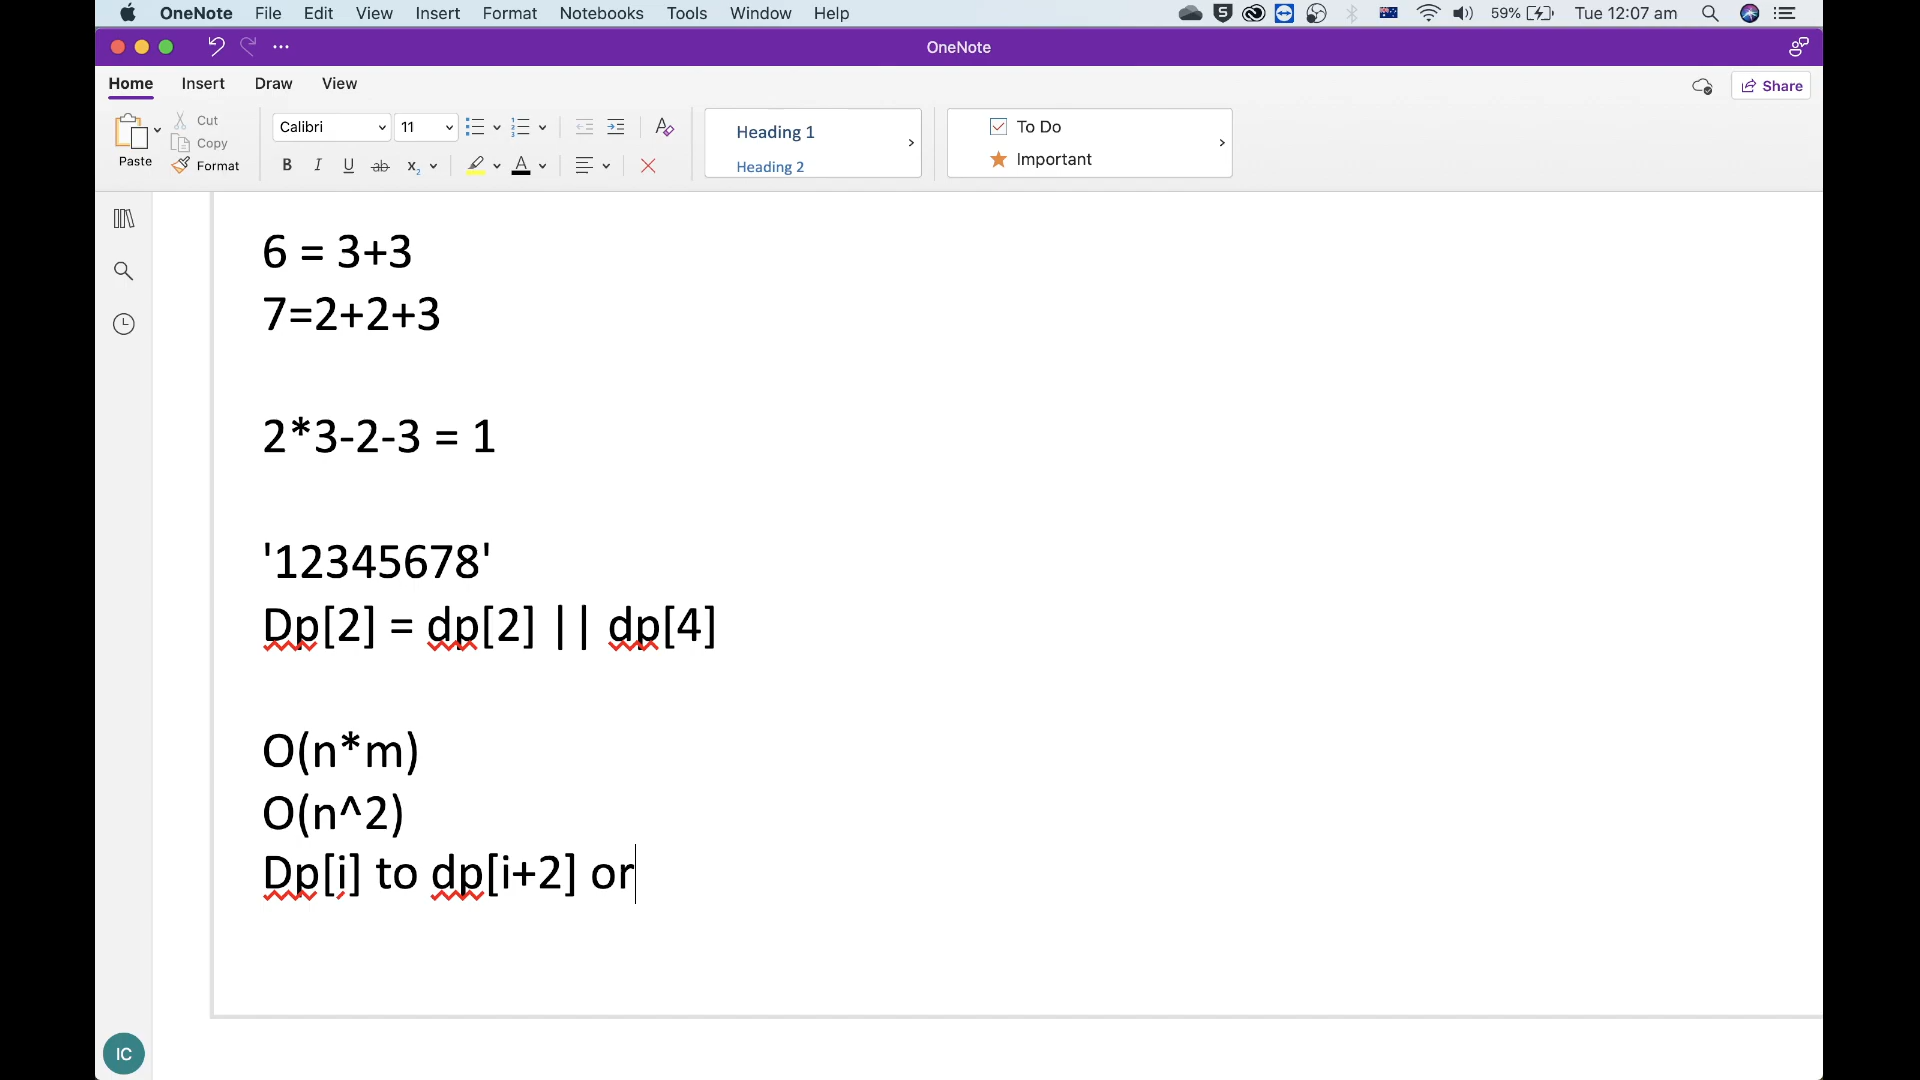 OneNote File Edit View Insert Format Notebooks Tools Window Help S 59% Tue 12:07 am
OneNote
Home Insert Draw View Share
Paste Cut Copy Format
Calibri 11
B I U ab x₂ A
Heading 1
Heading 2
To Do
Important
6 = 3+3
7=2+2+3
2*3-2-3 = 1
'12345678'
Dp[2] = dp[2] || dp[4]
O(n*m)
O(n^2)
Dp[i] to dp[i+2] or
IC